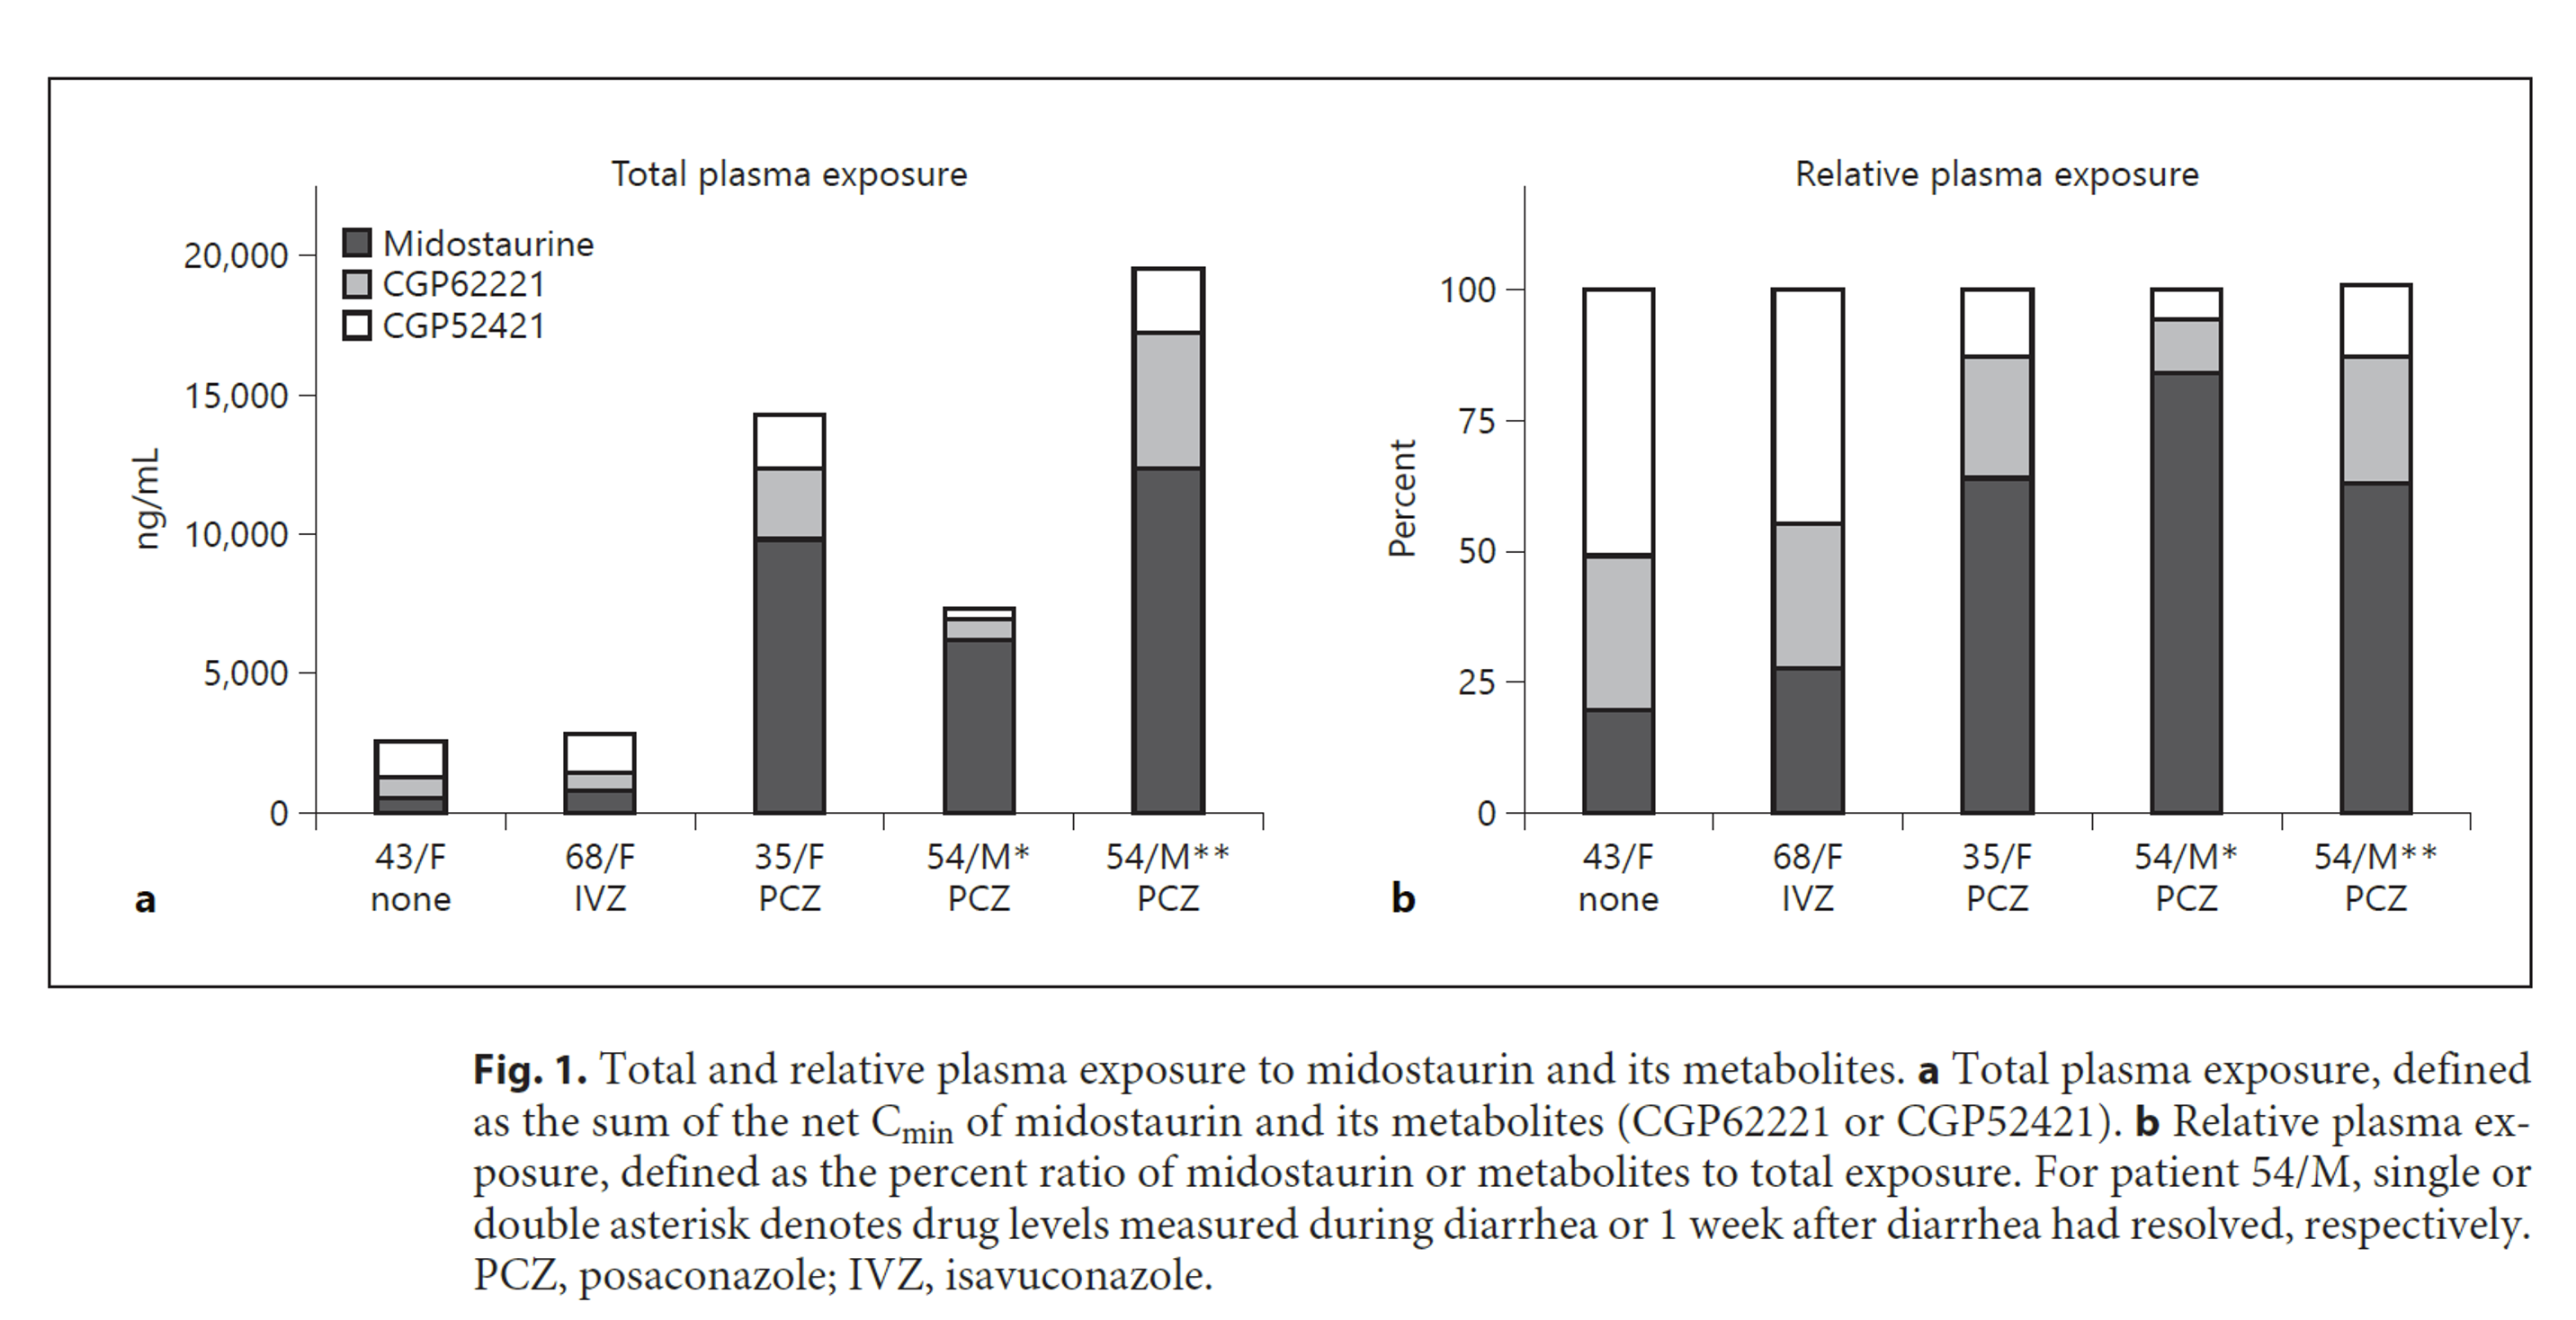 Total plasma exposure
Midostaurine
CGP62221
CGP52421
20,000
15,000
10,000
5,000
0
ng/mL
43/F
none
68/F
IVZ
35/F
PCZ
54/M*
PCZ
54/M**
PCZ
a
Relative plasma exposure
100
75
50
25
0
Percent
43/F
none
68/F
IVZ
35/F
PCZ
54/M*
PCZ
54/M**
PCZ
b
Fig. 1. Total and relative plasma exposure to midostaurin and its metabolites. a Total plasma exposure, defined
as the sum of the net Cmin of midostaurin and its metabolites (CGP62221 or CGP52421). b Relative plasma ex-
posure, defined as the percent ratio of midostaurin or metabolites to total exposure. For patient 54/M, single or
double asterisk denotes drug levels measured during diarrhea or 1 week after diarrhea had resolved, respectively.
PCZ, posaconazole; IVZ, isavuconazole.